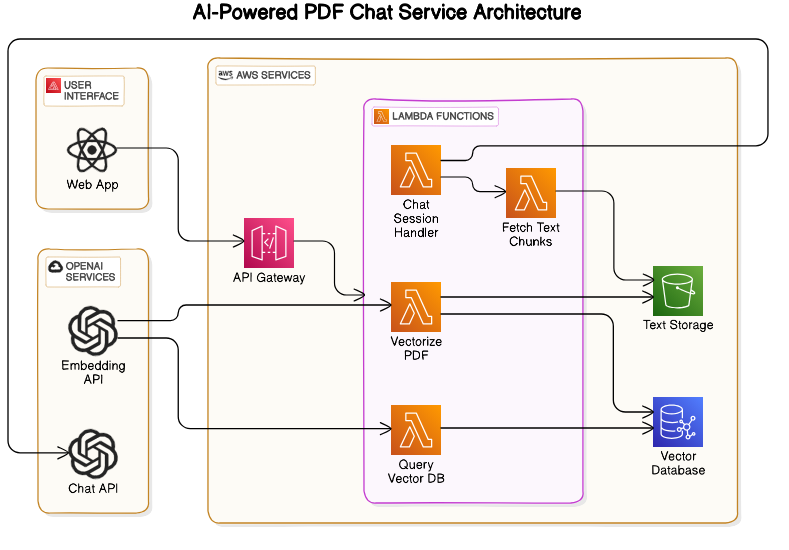 AI-Powered PDF Chat Service Architecture
USER
INTERFACE
Web App
OPENAI
SERVICES
Embedding
API
Chat API
aws AWS SERVICES
API Gateway
LAMBDA FUNCTIONS
Chat
Session
Handler
Fetch Text
Chunks
Vectorize
PDF
Query
Vector DB
Text Storage
Vector
Database